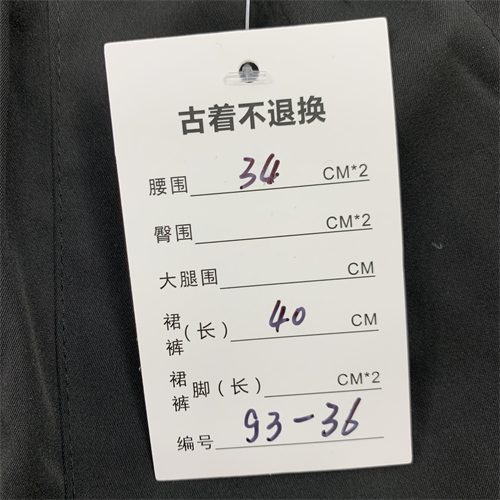 古着不退换
腰围 34 CM*2
臀围 CM*2
大腿围 CM
裙裤(长) 40 CM
裙裤脚(长) CM*2
编号 93-36